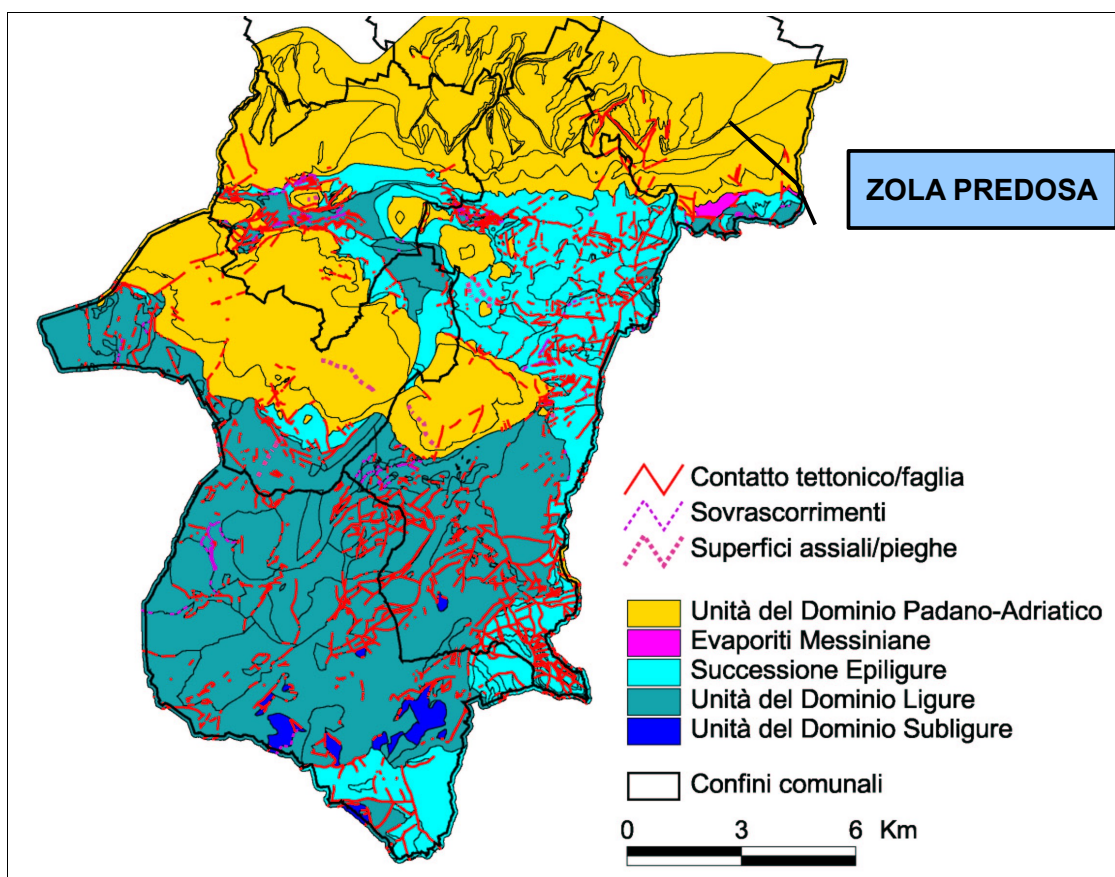 ZOLA PREDOSA
Contatto tettonico/faglia
Sovrascorrimenti
Superfici assiali/pieghe
Unità del Dominio Padano-Adriatico
Evaporiti Messiniane
Successione Epiligure
Unità del Dominio Ligure
Unità del Dominio Subligure
Confini comunali
0 3 6 Km